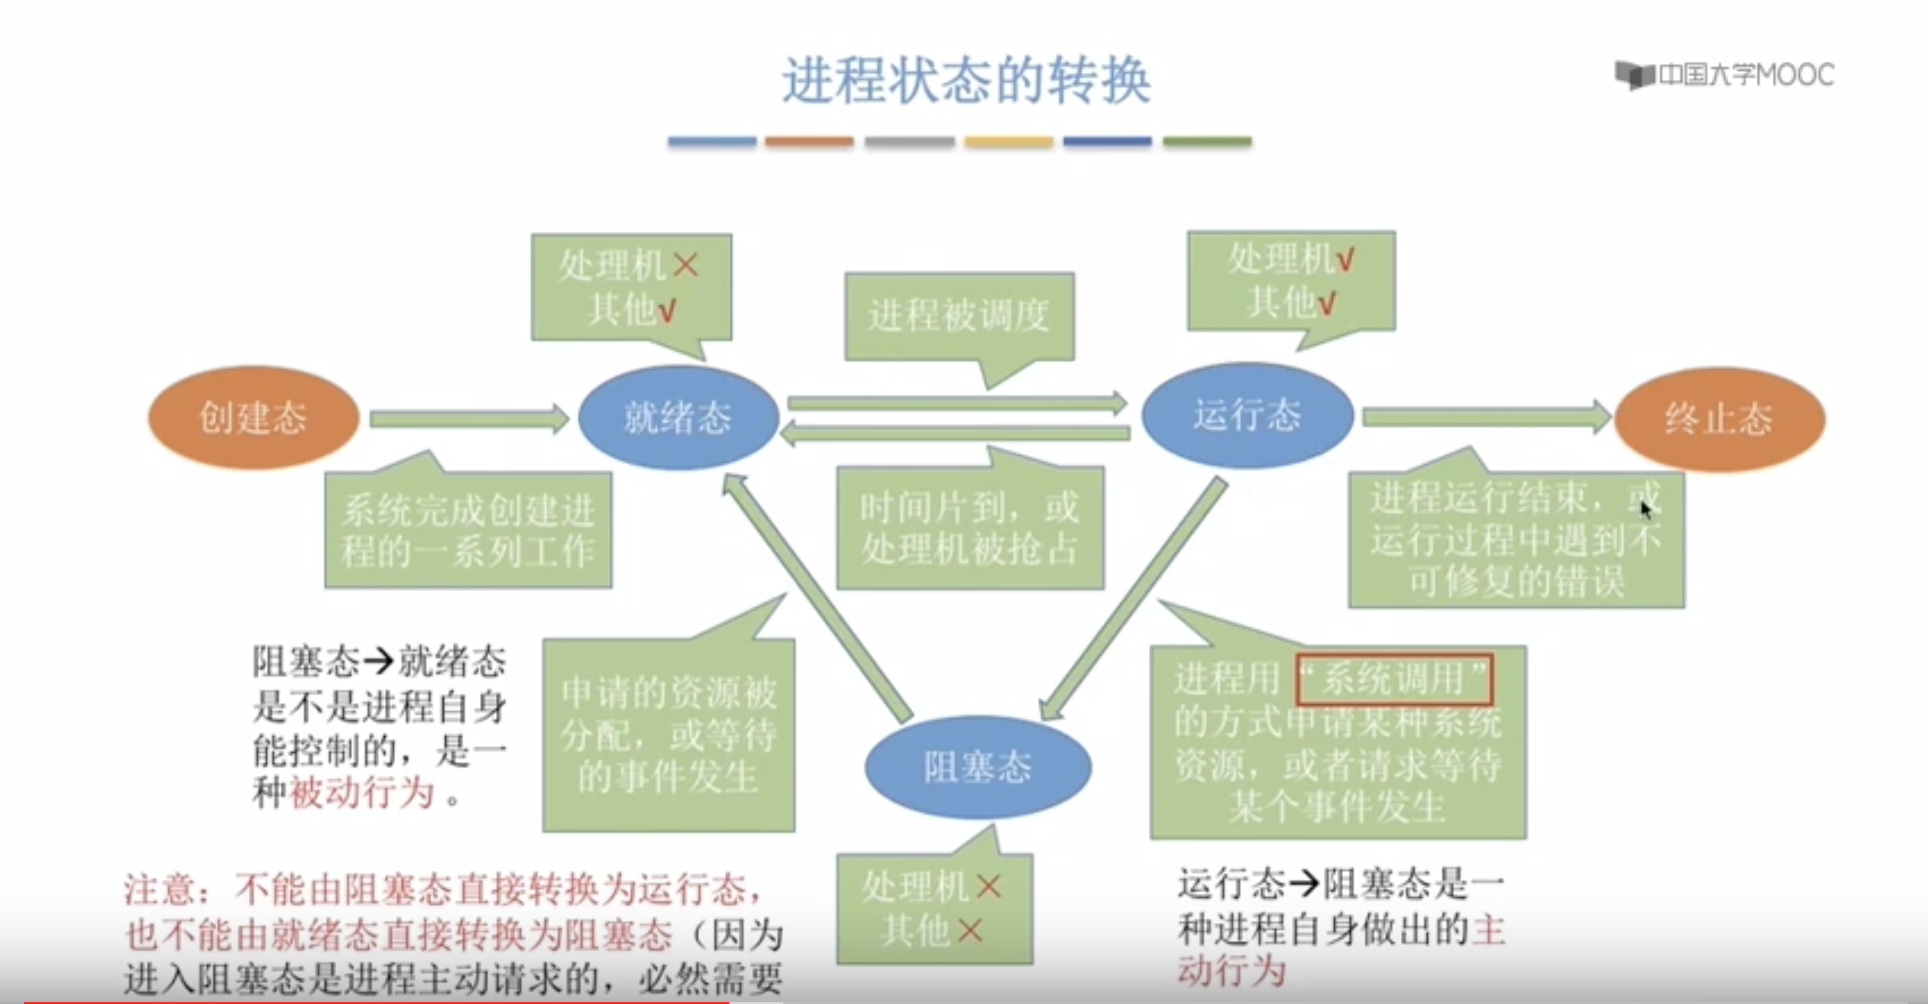 进程状态的转换
中国大学MOOC
处理机×
其他√
进程被调度
处理机√
其他√
创建态
就绪态
运行态
终止态
系统完成创建进
程的一系列工作
时间片到，或
处理机被抢占
进程运行结束，或
运行过程中遇到不
可修复的错误
阻塞态→就绪态
是不是进程自身
能控制的，是一
种被动行为。
申请的资源被
分配，或等待
的事件发生
进程用“系统调用”
的方式申请某种系统
资源，或者请求等待
某个事件发生
阻塞态
处理机×
其他×
运行态→阻塞态是一
种进程自身做出的主
动行为
注意：不能由阻塞态直接转换为运行态，
也不能由就绪态直接转换为阻塞态（因为
进入阻塞态是进程主动请求的，必然需要